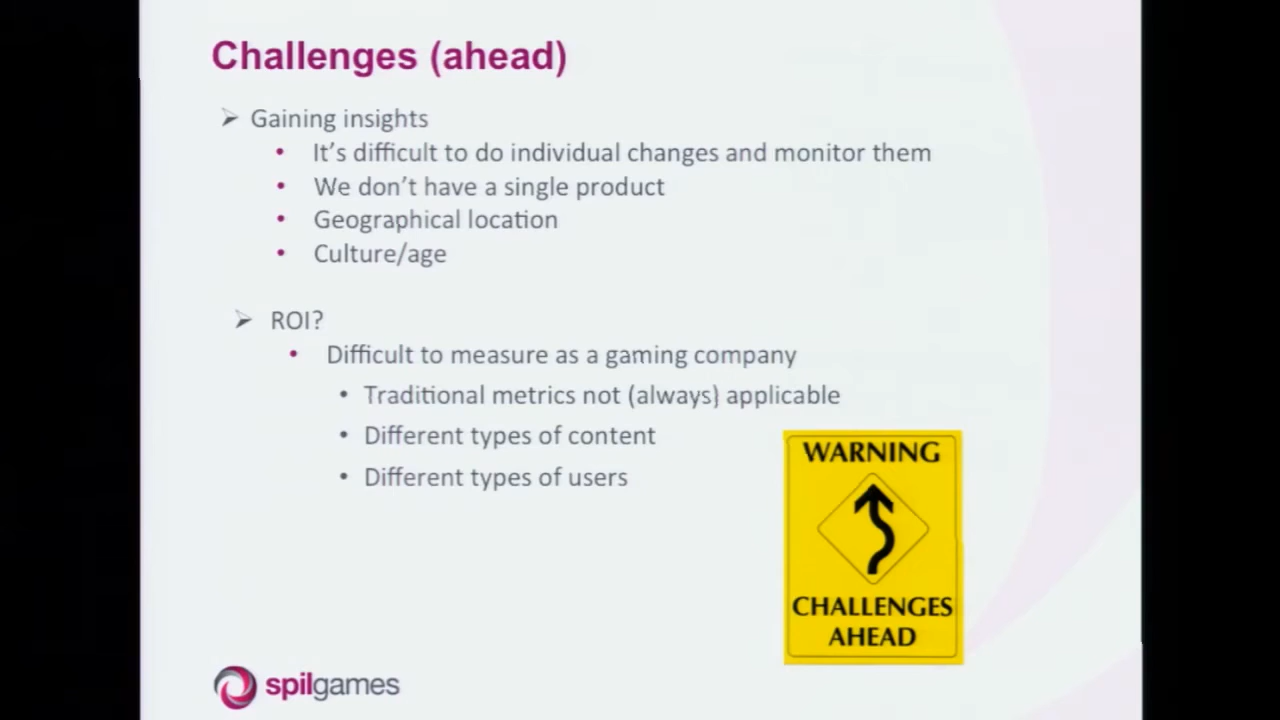 Challenges (ahead)
Gaining insights
It's difficult to do individual changes and monitor them
We don't have a single product
Geographical location
Culture/age
ROI?
Difficult to measure as a gaming company
Traditional metrics not (always) applicable
Different types of content
Different types of users
WARNING
CHALLENGES
AHEAD
spilgames